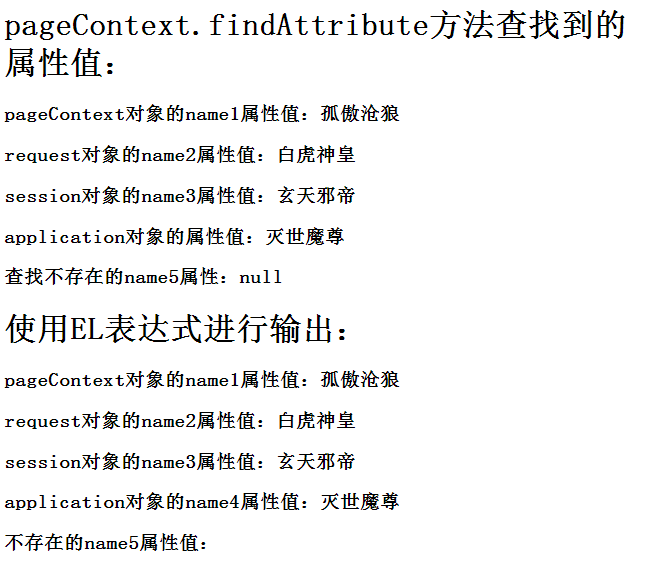 pageContext.findAttribute方法查找到的
属性值：
pageContext对象的name1属性值：孤傲沧狼
request对象的name2属性值：白虎神皇
session对象的name3属性值：玄天邪帝
application对象的属性值：灭世魔尊
查找不存在的name5属性：null
使用EL表达式进行输出：
pageContext对象的name1属性值：孤傲沧狼
request对象的name2属性值：白虎神皇
session对象的name3属性值：玄天邪帝
application对象的name4属性值：灭世魔尊
不存在的name5属性值：